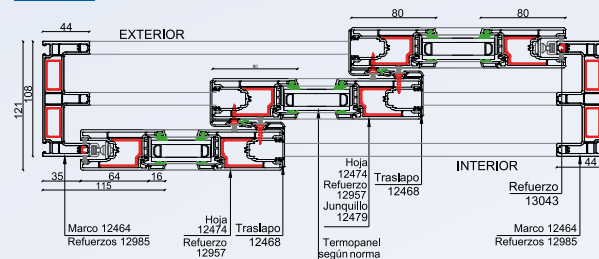 80
80
44
EXTERIOR
80
121
108
INTERIOR
44
35
64
16
115
Marco 12464
Refuerzos 12985
Hoja
12474
Refuerzo
12957
Traslapo
12468
Termopanel
según norma
Hoja
12474
Refuerzo
12957
Junquillo
12479
Traslapo
12468
Refuerzo
13043
Marco 12464
Refuerzos 12985